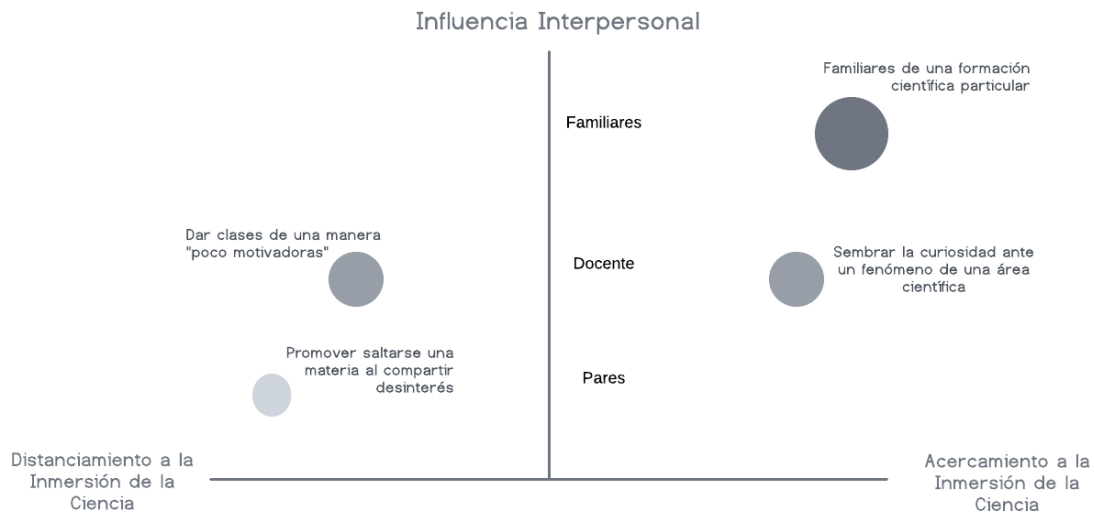 Influencia Interpersonal
Familiares de una formación
científica particular
Familiares
Dar clases de una manera
"poco motivadoras"
Docente
Sembrar la curiosidad ante
un fenómeno de una área
científica
Promover saltarse una
materia al compartir
desinterés
Pares
Distanciamiento a la
Inmersión de la
Ciencia
Acercamiento a la
Inmersión de la
Ciencia